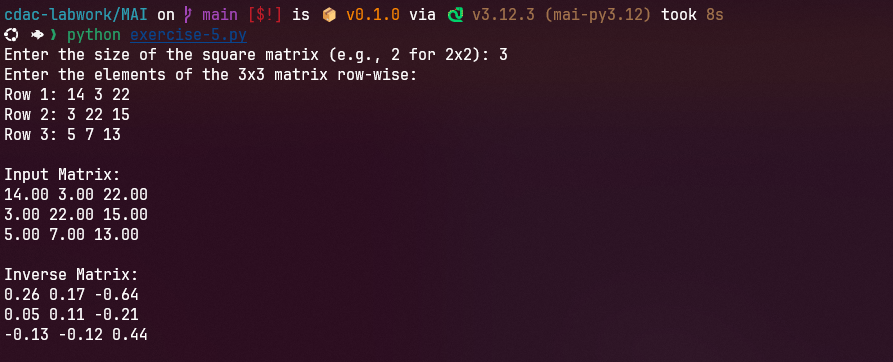 cdac-labwork/MAI on main [$!] is 📦 v0.1.0 via v3.12.3 (mai-py3.12) took 8s
❯ python exercise-5.py
Enter the size of the square matrix (e.g., 2 for 2x2): 3
Enter the elements of the 3x3 matrix row-wise:
Row 1: 14 3 22
Row 2: 3 22 15
Row 3: 5 7 13
Input Matrix:
14.00 3.00 22.00
3.00 22.00 15.00
5.00 7.00 13.00
Inverse Matrix:
0.26 0.17 -0.64
0.05 0.11 -0.21
-0.13 -0.12 0.44